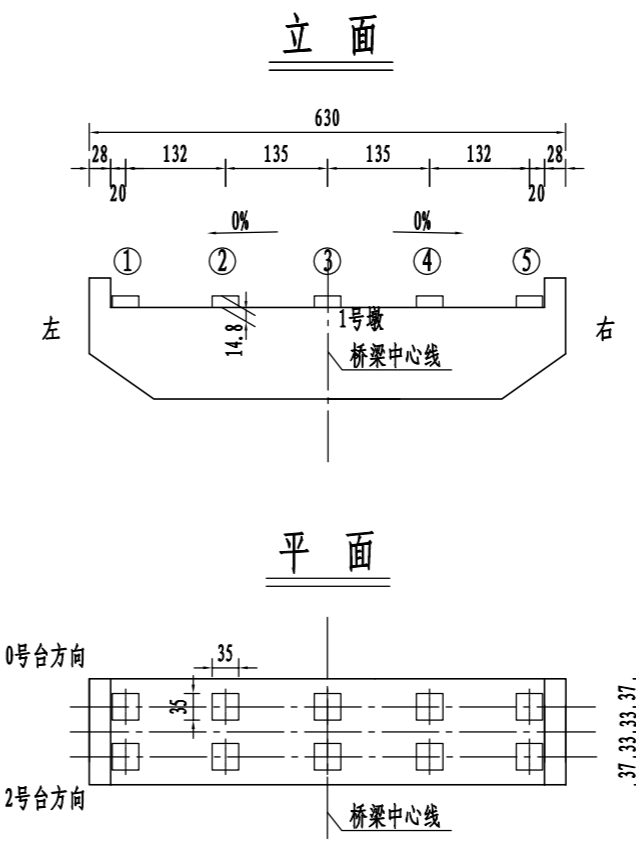 立 面
630
28 132 135 135 132 28
20 20
0% 0%
① ② ③ ④ ⑤
左 14.8 1号墩 右
桥梁中心线
平 面
0号台方向 35
35
37 33 33 37
2号台方向
桥梁中心线